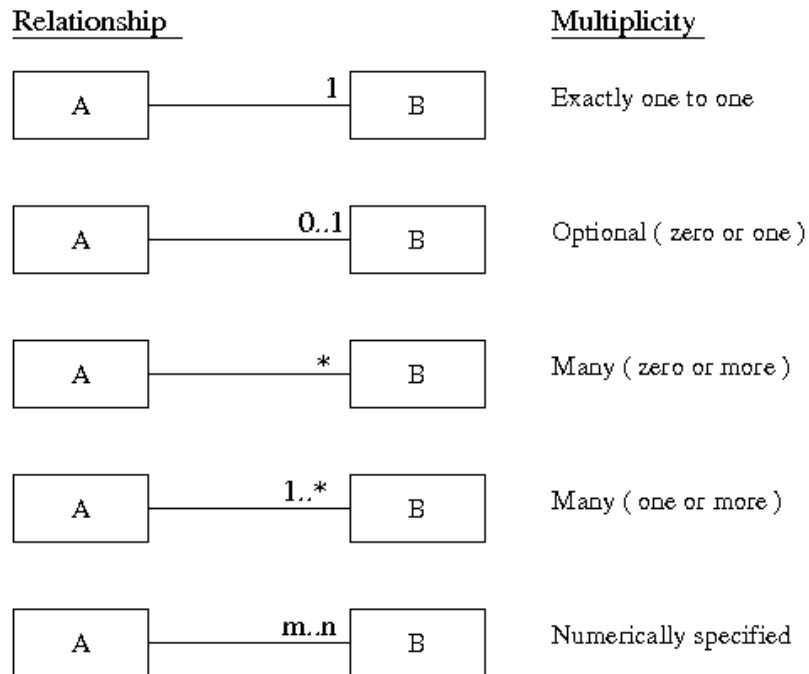 Relationship Multiplicity
A 1 B Exactly one to one
A 0..1 B Optional ( zero or one )
A * B Many ( zero or more )
A 1..* B Many ( one or more )
A m..n B Numerically specified